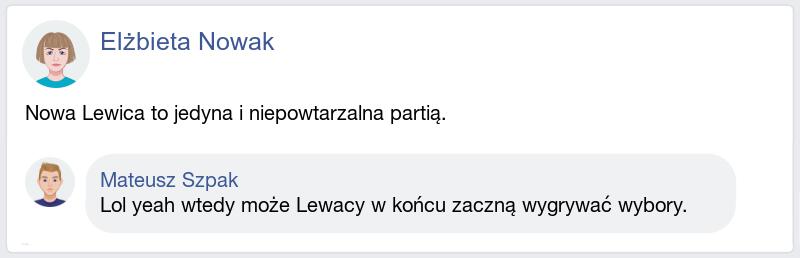 Elżbieta Nowak
Nowa Lewica to jedyna i niepowtarzalna partią.
Mateusz Szpak
Lol yeah wtedy może Lewacy w końcu zaczną wygrywać wybory.